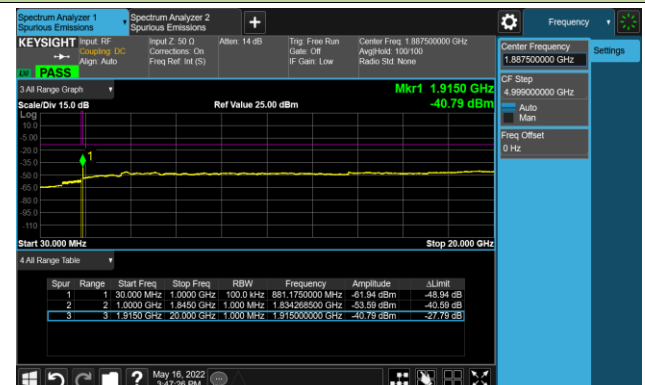 Spectrum Analyzer 1
Spurious Emissions
Spectrum Analyzer 2
Spurious Emissions
+
Frequency
KEYSIGHT
Input: RF
Coupling: DC
Align: Auto
Input Z: 50 Ω
Corrections: On
Freq Ref: Int (S)
Atten: 14 dB
Trig: Free Run
Gate: Off
IF Gain: Low
Center Freq: 1.887500000 GHz
Avg|Hold: 100/100
Radio Std: None
PASS
Center Frequency
1.887500000 GHz
Settings
CF Step
4.999000000 GHz
Auto
Man
Freq Offset
0 Hz
3 All Range Graph
Mkr1 1.9150 GHz
Scale/Div 15.0 dB
Ref Value 25.00 dBm
-40.79 dBm
Log
10.0
-5.00
-20.0
-35.0
-50.0
-65.0
-80.0
-95.0
-110
1
Start 30.000 MHz
Stop 20.000 GHz
4 All Range Table
Spur Range Start Freq Stop Freq RBW Frequency Amplitude ΔLimit
1 1 30.000 MHz 1.0000 GHz 100.0 kHz 881.1750000 MHz -61.94 dBm -48.94 dB
2 2 1.0000 GHz 1.8450 GHz 1.000 MHz 1.834268500 GHz -53.59 dBm -40.59 dB
3 3 1.9150 GHz 20.000 GHz 1.000 MHz 1.915000000 GHz -40.79 dBm -27.79 dB
?
May 16, 2022
3:47:26 PM